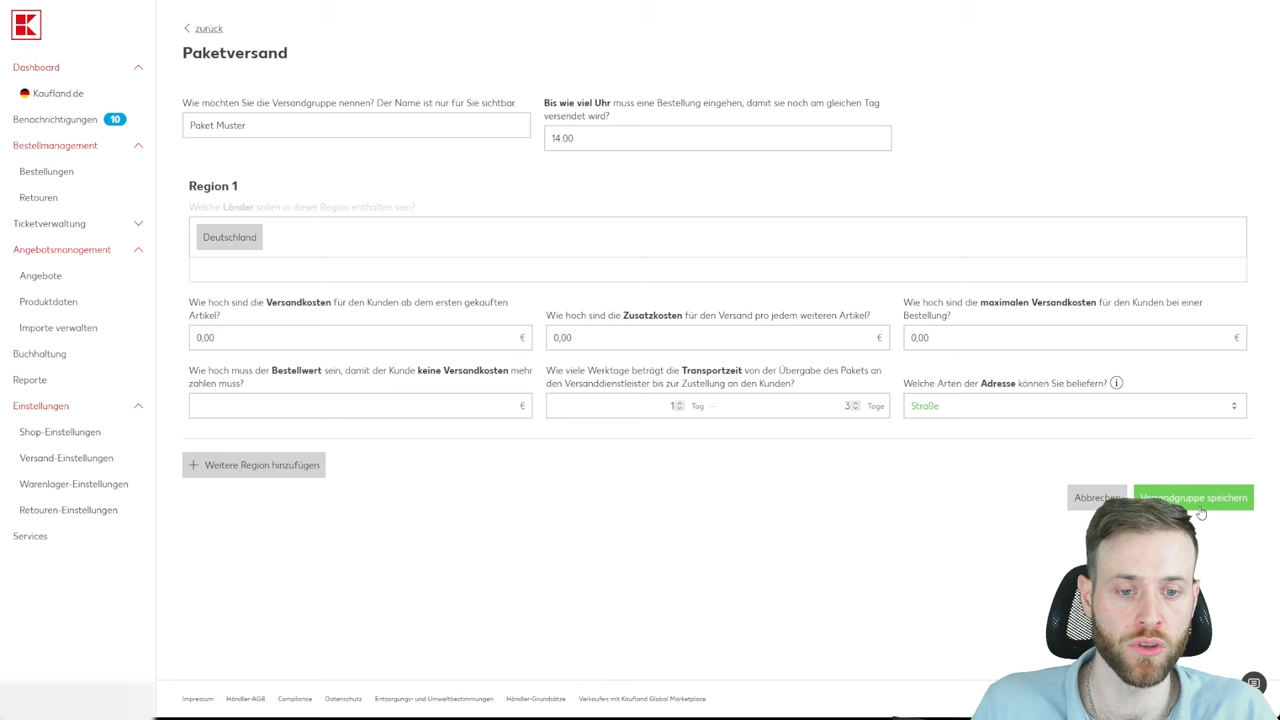 zurück
Paketversand
Dashboard
Kaufland.de
Benachrichtigungen 10
Bestellmanagement
Bestellungen
Retouren
Ticketverwaltung
Angebotsmanagement
Angebote
Produktdaten
Importe verwalten
Buchhaltung
Reporte
Einstellungen
Shop-Einstellungen
Versand-Einstellungen
Warenlager-Einstellungen
Retouren-Einstellungen
Services
Wie möchten Sie die Versandgruppe nennen? Der Name ist nur für Sie sichtbar.
Paket Muster
Bis wie viel Uhr muss eine Bestellung eingehen, damit sie noch am gleichen Tag
versendet wird?
14:00
Region 1
Welche Länder sollen in dieser Region enthalten sein?
Deutschland
Wie hoch sind die Versandkosten für den Kunden ab dem ersten gekauften
Artikel?
0,00 €
Wie hoch sind die Zusatzkosten für den Versand pro jedem weiteren Artikel?
0,00 €
Wie hoch sind die maximalen Versandkosten für den Kunden bei einer
Bestellung?
0,00 €
Wie hoch muss der Bestellwert sein, damit der Kunde keine Versandkosten mehr
zahlen muss?
€
Wie viele Werktage beträgt die Transportzeit von der Übergabe des Pakets an
den Versanddienstleister bis zur Zustellung an den Kunden?
1 Tag — 3 Tage
Welche Arten der Adresse können Sie beliefern?
Straße
Weitere Region hinzufügen
Abbrechen
Versandgruppe speichern
Impressum Händler-AGB Compliance Datenschutz Entsorgungs- und Umweltbestimmungen Händler-Grundsätze Verkaufen mit Kaufland Global Marketplace